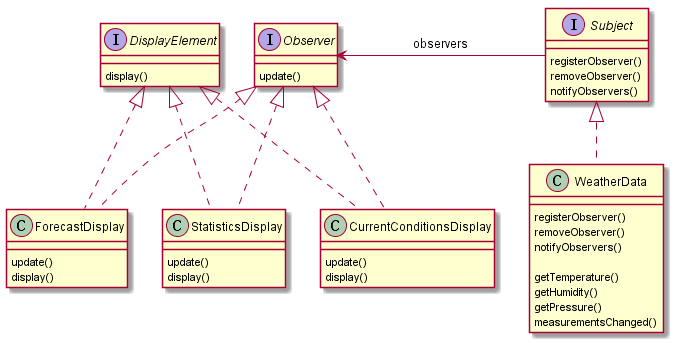 I DisplayElement
display()
I Observer
update()
observers
I Subject
registerObserver()
removeObserver()
notifyObservers()
C ForecastDisplay
update()
display()
C StatisticsDisplay
update()
display()
C CurrentConditionsDisplay
update()
display()
C WeatherData
registerObserver()
removeObserver()
notifyObservers()
getTemperature()
getHumidity()
getPressure()
measurementsChanged()